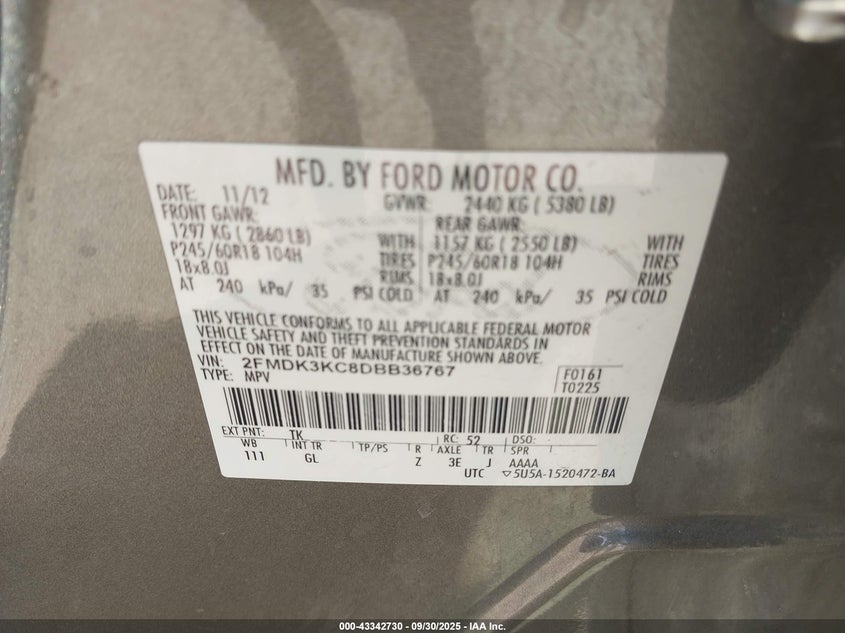 MFD. BY FORD MOTOR CO.
DATE: 11/12 GVWR: 2440 KG ( 5380 LB)
FRONT GAWR: REAR GAWR:
1297 KG ( 2860 LB) WITH 1157 KG ( 2550 LB) WITH
P245/60R18 104H TIRES P245/60R18 104H TIRES
18x8.0J RIMS 18x8.0J RIMS
AT 240 kPa/ 35 PSI COLD AT 240 kPa/ 35 PSI COLD
THIS VEHICLE CONFORMS TO ALL APPLICABLE FEDERAL MOTOR
VEHICLE SAFETY AND THEFT PREVENTION STANDARDS IN
EFFECT ON THE DATE OF MANUFACTURE SHOWN ABOVE.
VIN: 2FMDK3KC8DBB36767 F0161
TYPE: MPV T0225
EXT PNT: TK RC: 52 DSO:
WB INT TR TP/PS R AXLE TR SPR
111 GL Z 3E J AAAA
UTC ▽5U5A-1520472-BA
000-43342730 - 09/30/2025 - IAA Inc.